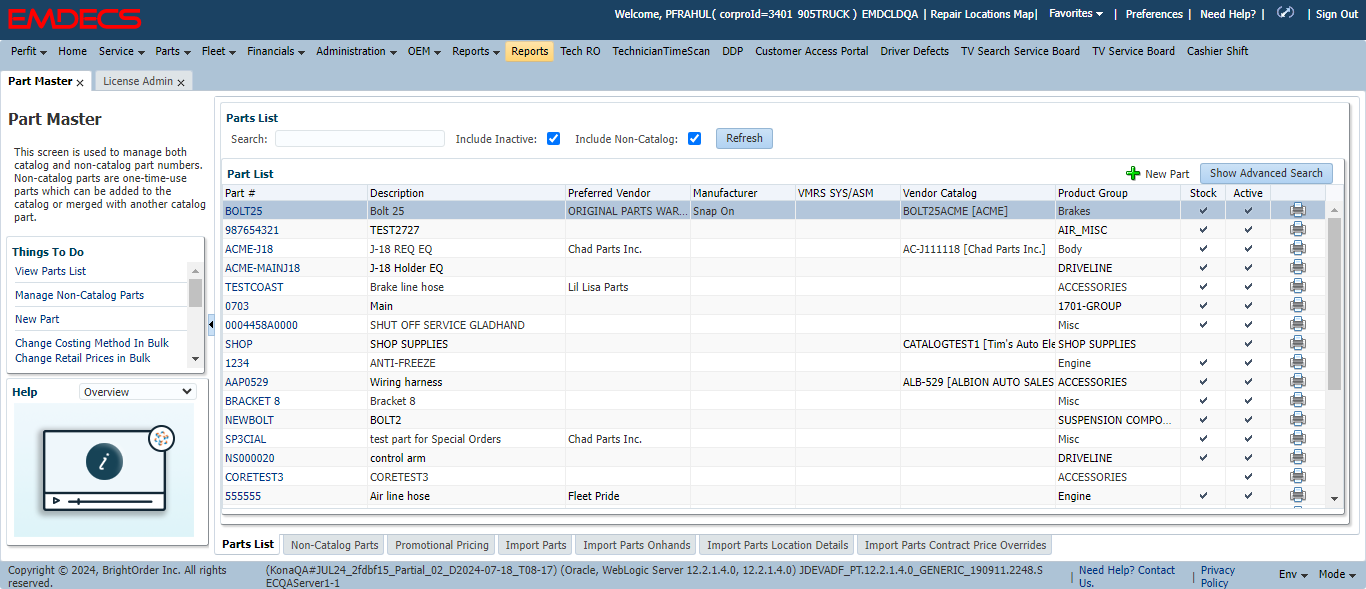 EMDECS
Welcome, PFRAHUL( corproId=3401 905TRUCK ) EMDCLDQA | Repair Locations Map| Favorites | Preferences | Need Help? | | Sign Out
Perfit Home Service Parts Fleet Financials Administration OEM Reports Reports Tech RO TechnicianTimeScan DDP Customer Access Portal Driver Defects TV Search Service Board TV Service Board Cashier Shift
Part Master x License Admin x
Part Master
This screen is used to manage both
catalog and non-catalog part numbers.
Non-catalog parts are one-time-use
parts which can be added to the
catalog or merged with another catalog
part.
Things To Do
View Parts List
Manage Non-Catalog Parts
New Part
Change Costing Method In Bulk
Change Retail Prices in Bulk
Help Overview
i
Parts List
Search: Include Inactive: Include Non-Catalog: Refresh
Part List New Part Show Advanced Search
Part # Description Preferred Vendor Manufacturer VMRS SYS/ASM Vendor Catalog Product Group Stock Active
BOLT25 Bolt 25 ORIGINAL PARTS WAR... Snap On BOLT25ACME [ACME] Brakes
987654321 TEST2727 AIR_MISC
ACME-J18 J-18 REQ EQ Chad Parts Inc. AC-J111118 [Chad Parts Inc.] Body
ACME-MAINJ18 J-18 Holder EQ DRIVELINE
TESTCOAST Brake line hose Lil Lisa Parts ACCESSORIES
0703 Main 1701-GROUP
0004458A0000 SHUT OFF SERVICE GLADHAND Misc
SHOP SHOP SUPPLIES CATALOGTEST1 [Tim's Auto Ele SHOP SUPPLIES
1234 ANTI-FREEZE Engine
AAP0529 Wiring harness ALB-529 [ALBION AUTO SALES ACCESSORIES
BRACKET 8 Bracket 8 Misc
NEWBOLT BOLT2 SUSPENSION COMPO...
SP3CIAL test part for Special Orders Chad Parts Inc. Misc
NS000020 control arm DRIVELINE
CORETEST3 CORETEST3 ACCESSORIES
555555 Air line hose Fleet Pride Engine
Parts List Non-Catalog Parts Promotional Pricing Import Parts Import Parts Onhands Import Parts Location Details Import Parts Contract Price Overrides
Copyright © 2024, BrightOrder Inc. All rights
reserved.
(KonaQA#JUL24_2fdbf15_Partial_02_D2024-07-18_T08-17) (Oracle, WebLogic Server 12.2.1.4.0, 12.2.1.4.0) JDEVADF_PT.12.2.1.4.0_GENERIC_190911.2248.S
ECQAServer1-1
| Need Help? Contact
Us.
| Privacy
Policy
Env Mode